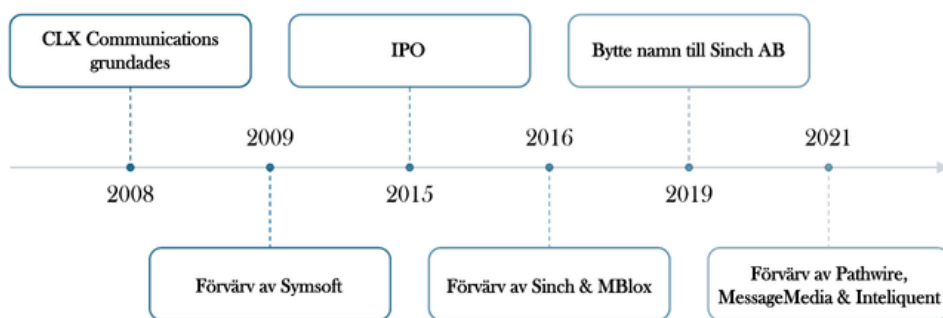 CLX Communications
grundades
IPO
Bytte namn till Sinch AB
2009
2016
2021
2008
2015
2019
Förvärv av Symsoft
Förvärv av Sinch & MBlox
Förvärv av Pathwire,
MessageMedia & Inteliquent